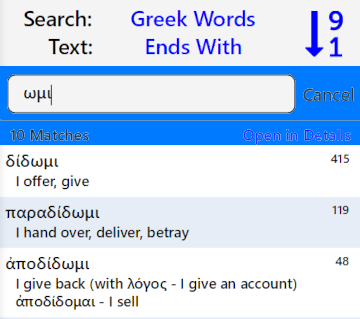 Search: Greek Words
Text: Ends With
9
1
ωμι
Cancel
10 Matches
Open in Details
δίδωμι 415
I offer, give
παραδίδωμι 119
I hand over, deliver, betray
ἀποδίδωμι 48
I give back (with λόγος - I give an account)
ἀποδίδομαι - I sell